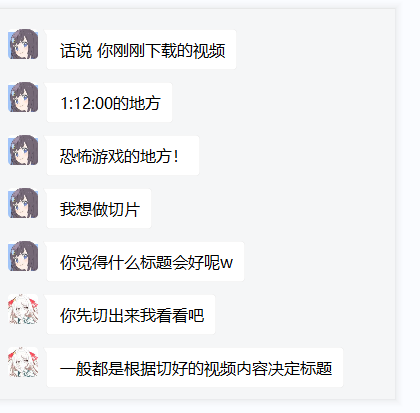 话说 你刚刚下载的视频
1:12:00的地方
恐怖游戏的地方！
我想做切片
你觉得什么标题会好呢w
你先切出来我看看吧
一般都是根据切好的视频内容决定标题